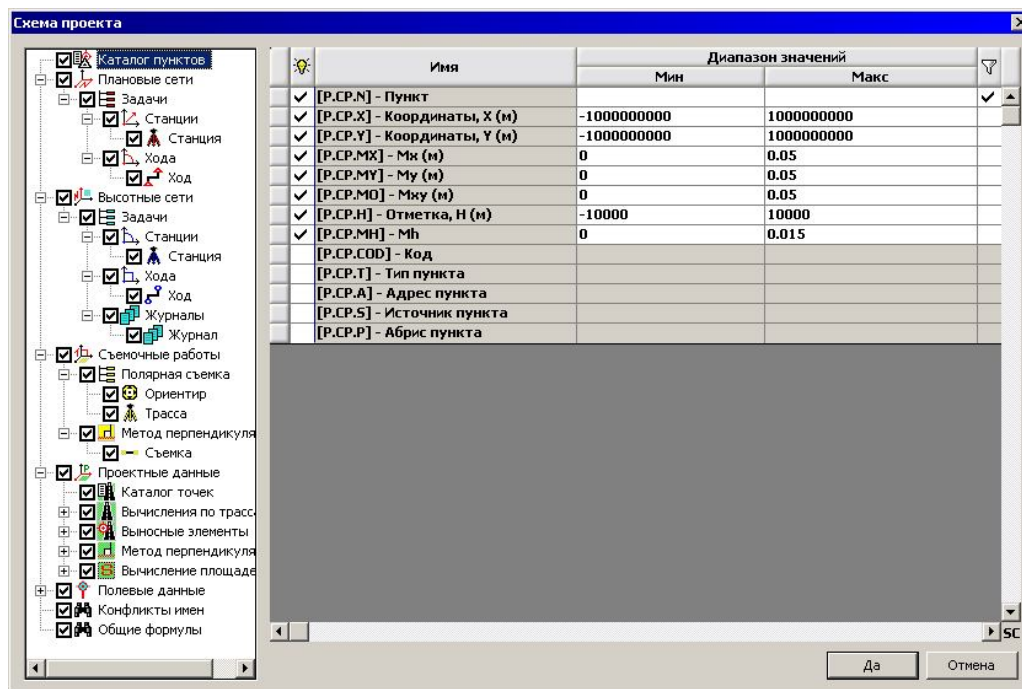 Схема проекта
Каталог пунктов
Плановые сети
Задачи
Станции
Станция
Хода
Ход
Высотные сети
Задачи
Станции
Станция
Хода
Ход
Журналы
Журнал
Съемочные работы
Полярная съемка
Ориентир
Трасса
Метод перпендикуля
Съемка
Проектные данные
Каталог точек
Вычисления по трасс
Выносные элементы
Метод перпендикуля
Вычисление площаде
Полевые данные
Конфликты имен
Общие формулы
Имя Диапазон значений
Мин Макс
[P.CP.N] - Пункт
[P.CP.X] - Координаты, X (м) -1000000000 1000000000
[P.CP.Y] - Координаты, Y (м) -1000000000 1000000000
[P.CP.MX] - Mx (м) 0 0.05
[P.CP.MY] - My (м) 0 0.05
[P.CP.MO] - Mxy (м) 0 0.05
[P.CP.H] - Отметка, H (м) -10000 10000
[P.CP.MH] - Mh 0 0.015
[P.CP.COD] - Код
[P.CP.T] - Тип пункта
[P.CP.A] - Адрес пункта
[P.CP.S] - Источник пункта
[P.CP.P] - Абрис пункта
SC
Да Отмена